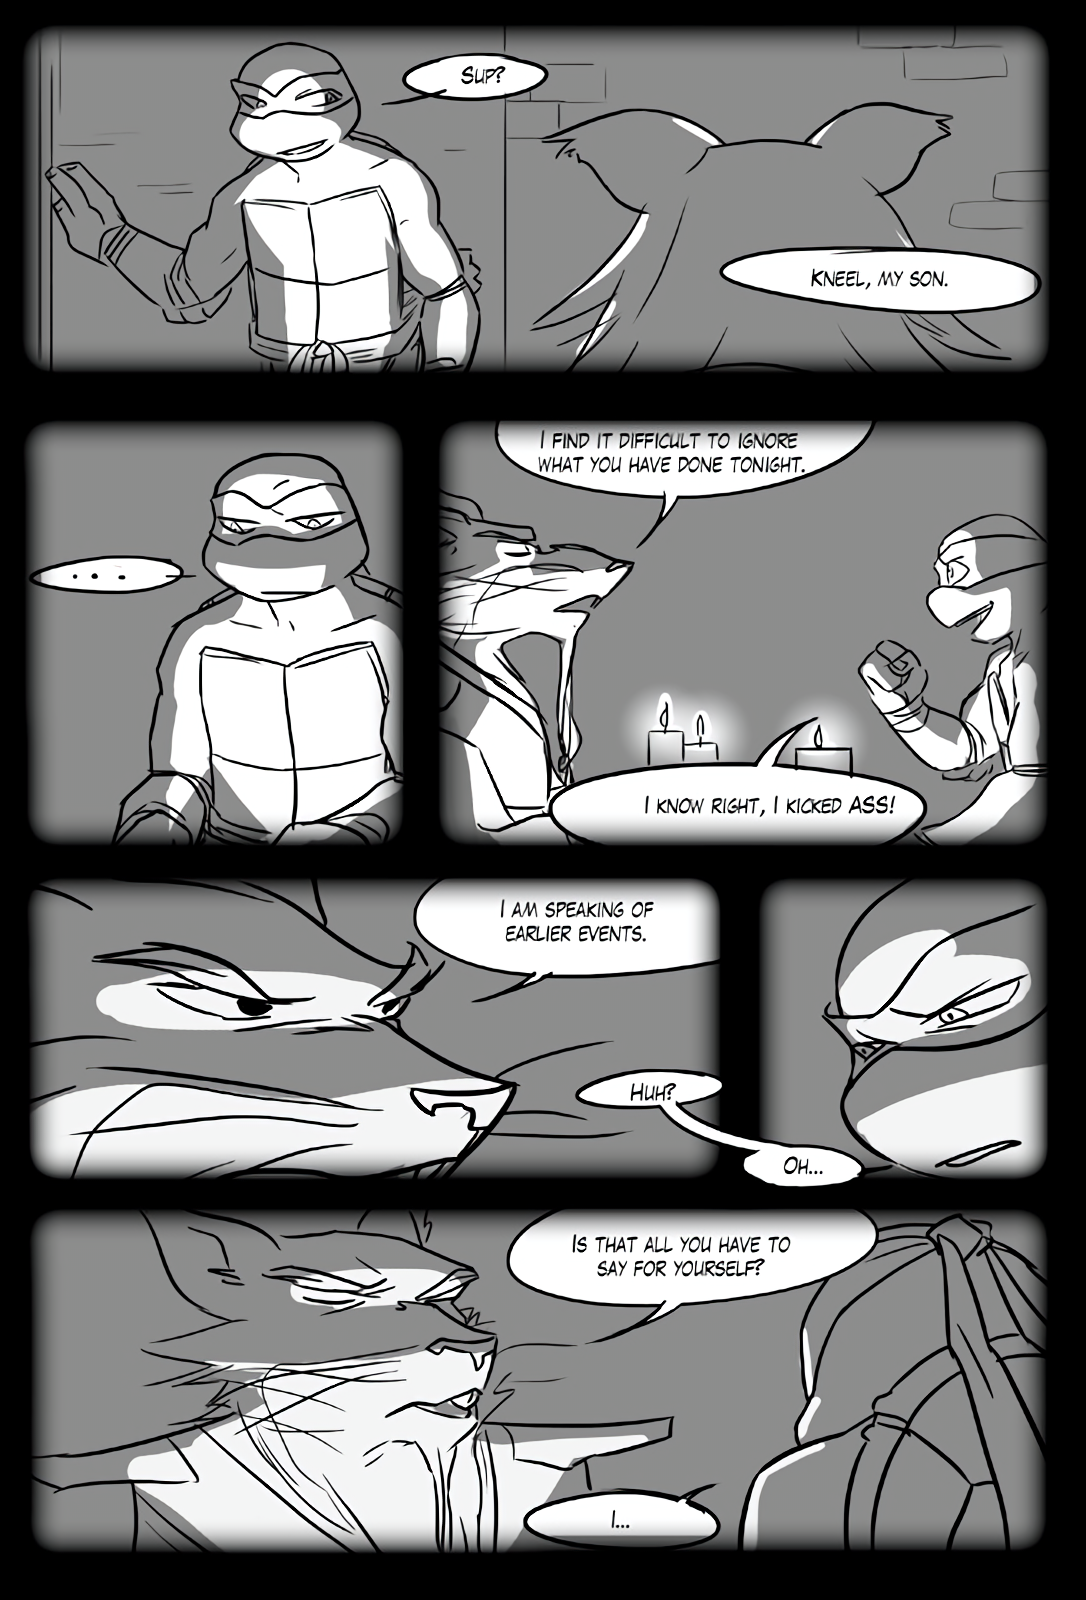 Sup?
Kneel, my son.
...
I find it difficult to ignore
what you have done tonight.
I know right, I kicked ASS!
I am speaking of
earlier events.
Huh?
Oh...
Is that all you have to
say for yourself?
I...